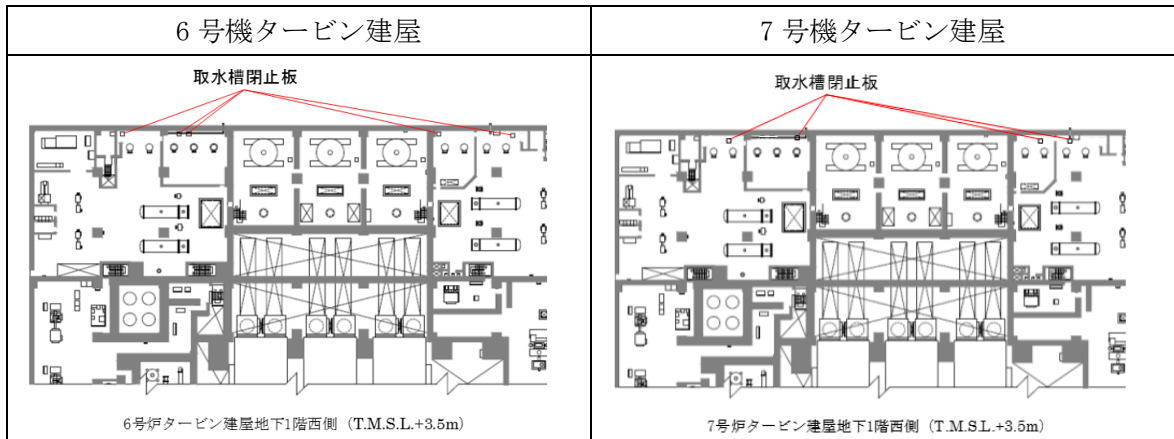 6 号機タービン建屋
7 号機タービン建屋
取水槽閉止板
取水槽閉止板
6号炉タービン建屋地下1階西側（T.M.S.L.+3.5m）
7号炉タービン建屋地下1階西側（T.M.S.L.+3.5m）